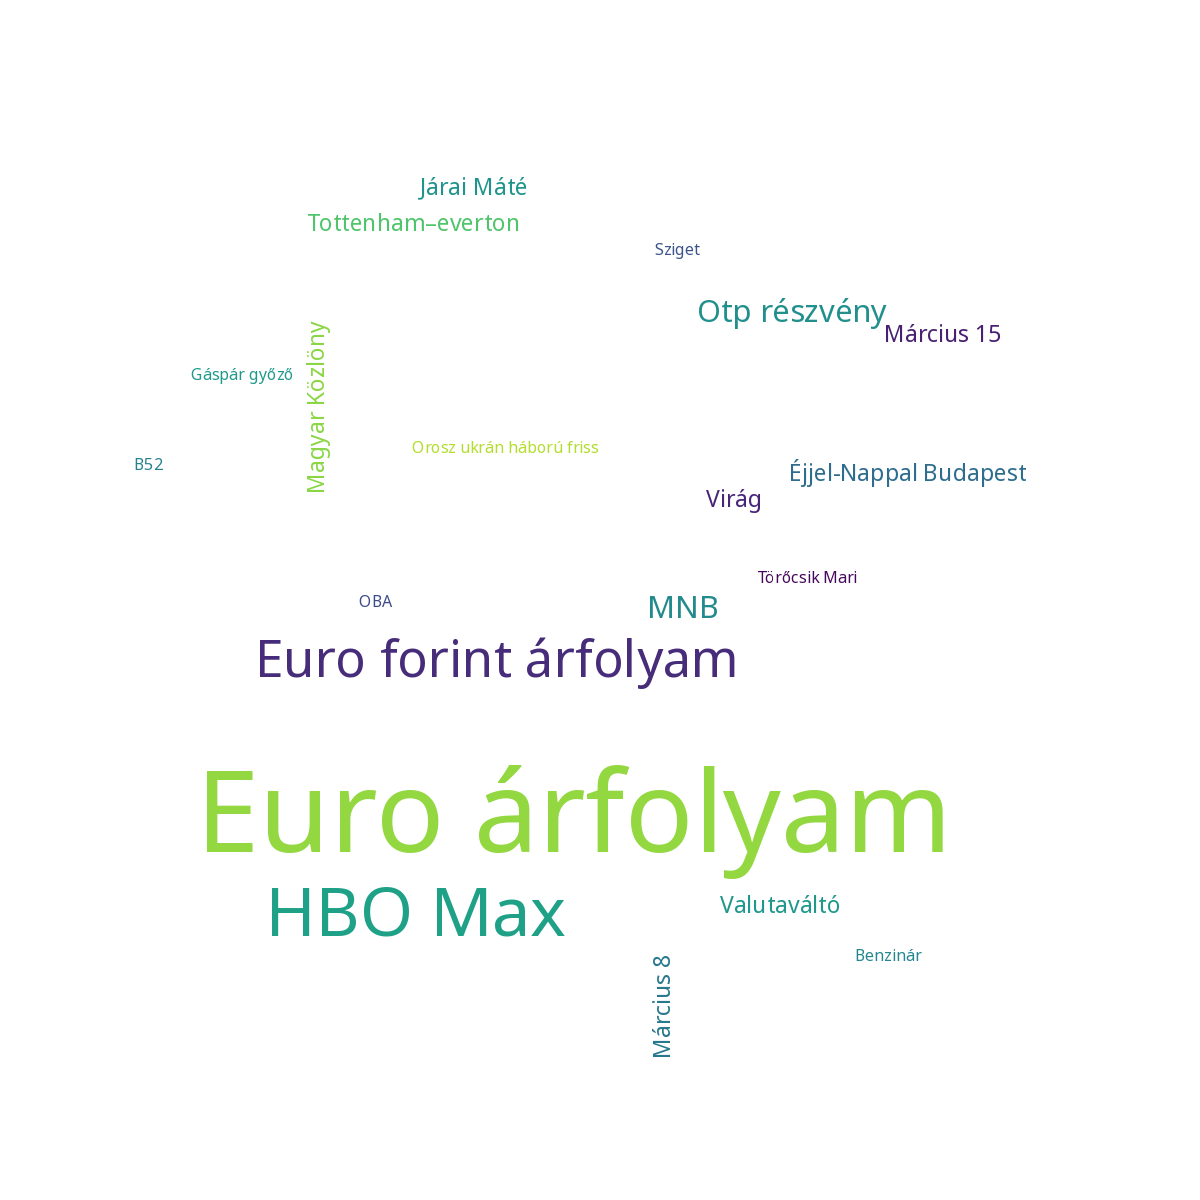 Járai Máté
Tottenham–everton
Sziget
Otp részvény
Március 15
Magyar Közlöny
Gáspár győző
Orosz ukrán háború friss
B52
Éjjel-Nappal Budapest
Virág
Törőcsik Mari
OBA
MNB
Euro forint árfolyam
Euro árfolyam
HBO Max
Valutaváltó
Benzinár
Március 8